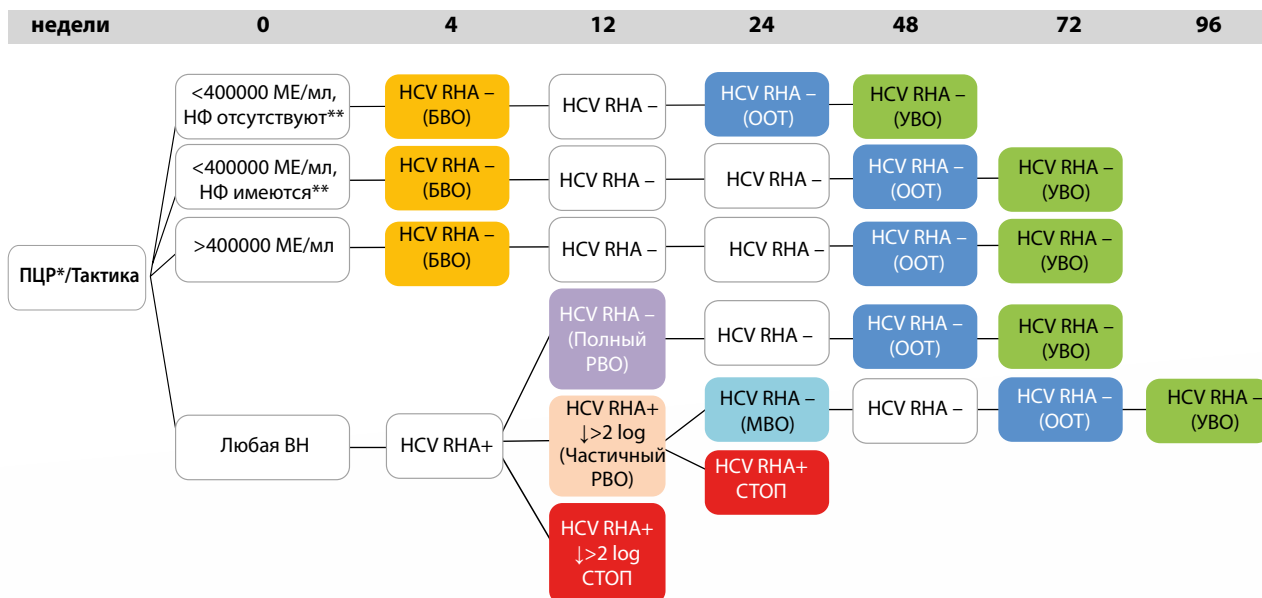 недели 0 4 12 24 48 72 96
<400000 МЕ/мл,
НФ отсутствуют**
HCV RHA –
(БВО)
HCV RHA –
HCV RHA –
(ООТ)
HCV RHA –
(УВО)
<400000 МЕ/мл,
НФ имеются**
HCV RHA –
(БВО)
HCV RHA –
HCV RHA –
HCV RHA –
(ООТ)
HCV RHA –
(УВО)
>400000 МЕ/мл
HCV RHA –
(БВО)
HCV RHA –
HCV RHA –
HCV RHA –
(ООТ)
HCV RHA –
(УВО)
ПЦР*/Тактика
HCV RHA –
(Полный
РВО)
HCV RHA –
HCV RHA –
(ООТ)
HCV RHA –
(УВО)
Любая ВН
HCV RHA+
HCV RHA+
↓>2 log
(Частичный
РВО)
HCV RHA –
(МВО)
HCV RHA –
HCV RHA –
(ООТ)
HCV RHA –
(УВО)
HCV RHA+
СТОП
HCV RHA+
↓>2 log
СТОП